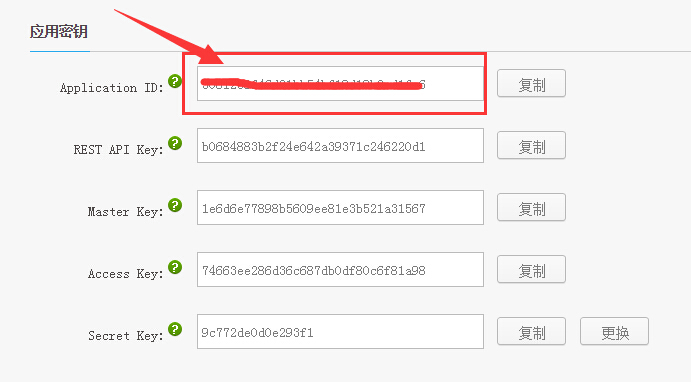 应用密钥
Application ID: ? 复制
REST API Key: ? b0684883b2f24e642a39371c246220d1 复制
Master Key: ? 1e6d6e77898b5609ee81e3b521a31567 复制
Access Key: ? 74663ee286d36c687db0df80c6f81a98 复制
Secret Key: ? 9c772de0d0e293f1 复制 更换